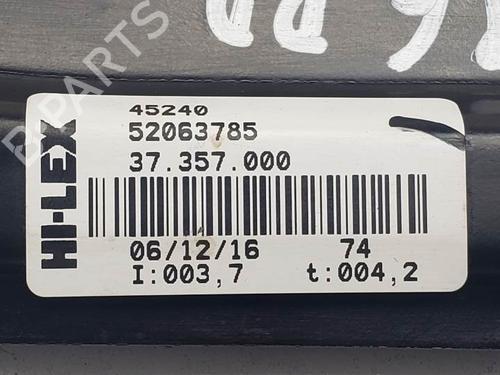 45240
52063785
37.357.000
HI-LEX
06/12/16 74
I:003,7 t:004,2
B-PARTS